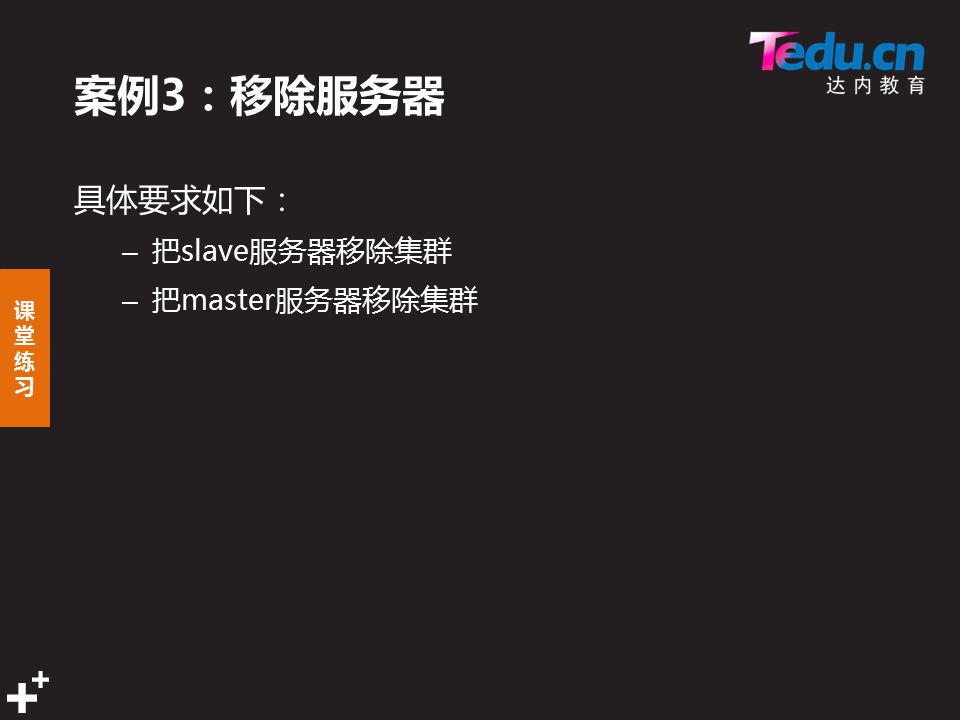 Tedu.cn
达内教育
案例3：移除服务器
具体要求如下：
– 把slave服务器移除集群
– 把master服务器移除集群
课堂练习